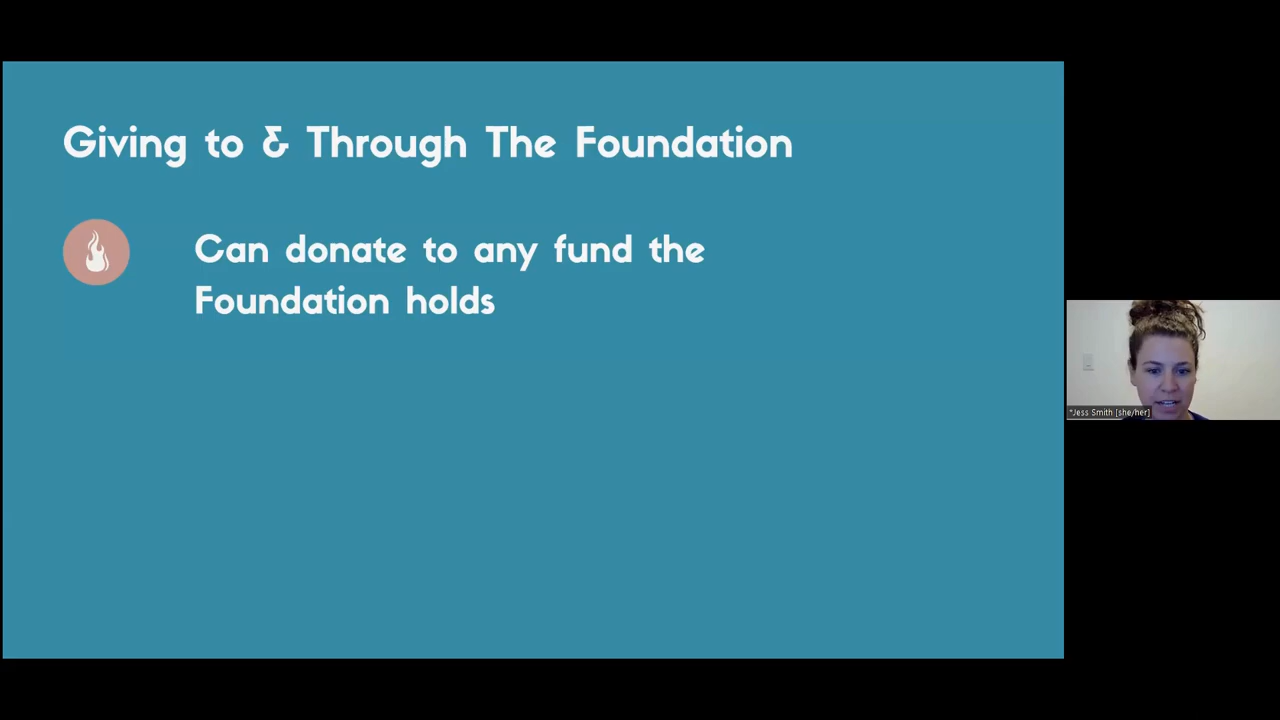 Giving to & Through The Foundation
Can donate to any fund the
Foundation holds
*Jess Smith [she/her]